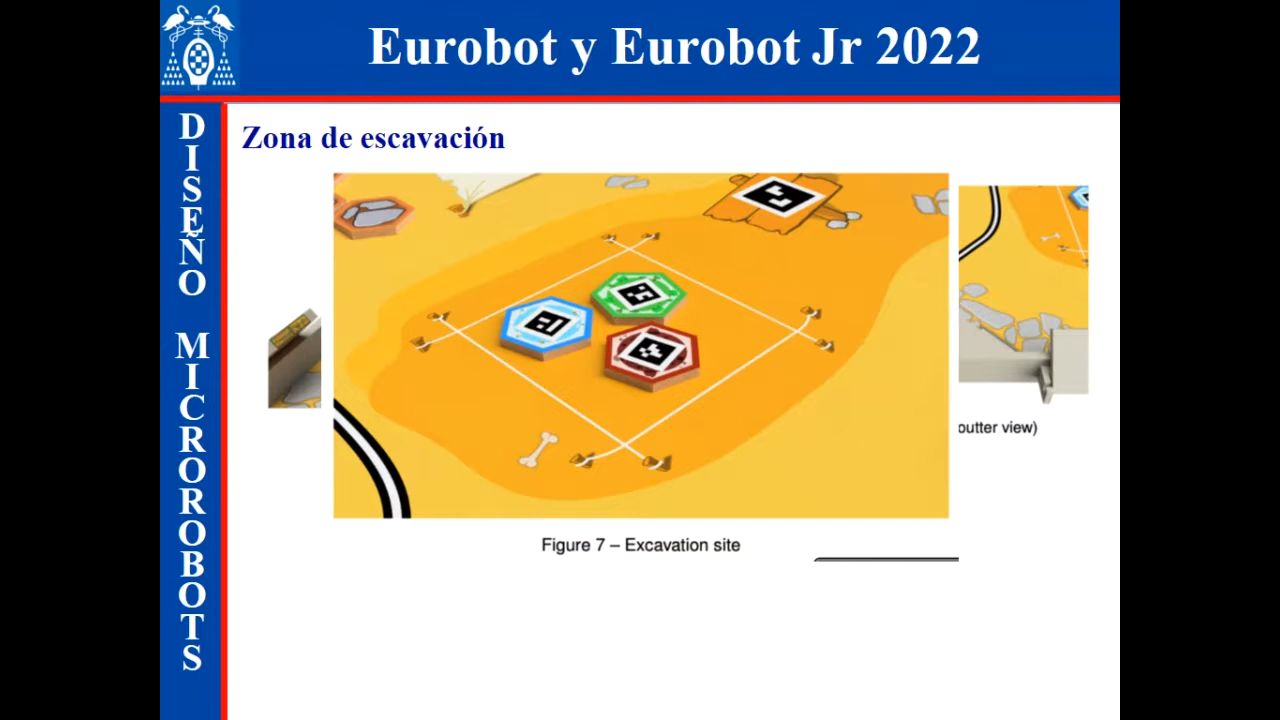 Eurobot y Eurobot Jr 2022
DISEÑO MICROROBOTS
Zona de escavación
outter view)
Figure 7 – Excavation site